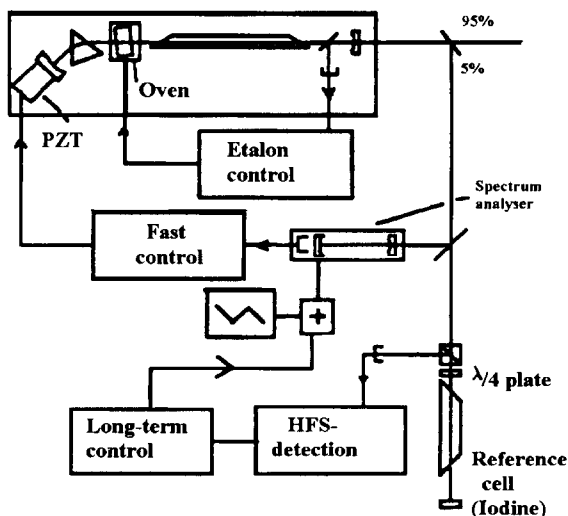 95%
5%
Oven
PZT
Etalon
control
Spectrum
analyser
Fast
control
+
λ/4 plate
Long-term
control
HFS-
detection
Reference
cell
(Iodine)